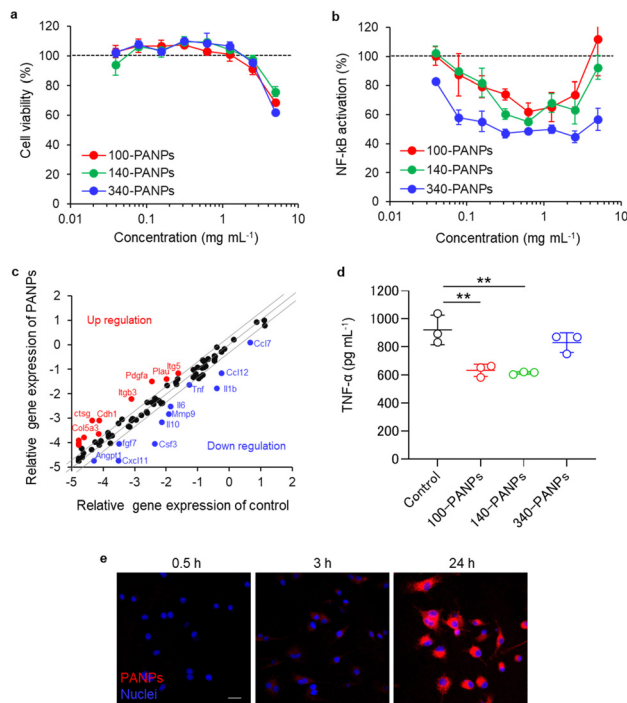 a
Cell viability (%)
120
100
80
60
40
20
0
100-PANPs
140-PANPs
340-PANPs
0.01
0.1
1
10
Concentration (mg mL-1)
b
NF-kB activation (%)
120
100
80
60
40
20
0
100-PANPs
140-PANPs
340-PANPs
0.01
0.1
1
10
Concentration (mg mL-1)
c
Relative gene expression of PANPs
2
1
0
-1
-2
-3
-4
-5
Up regulation
Ccl7
Itg5
Plau
Pdgfa
Ccl12
Tnf
Il1b
Itgb3
Il6
Mmp9
ctsg
Cdh1
Il10
Col5a3
Down regulation
fgf7
Csf3
Angpt1
Cxcl11
-5 -4 -3 -2 -1 0 1 2
Relative gene expression of control
d
TNF-α (pg mL-1)
1200
1000
800
600
400
200
0
**
**
Control
100-PANPs
140-PANPs
340-PANPs
e
0.5 h
3 h
24 h
PANPs
Nuclei